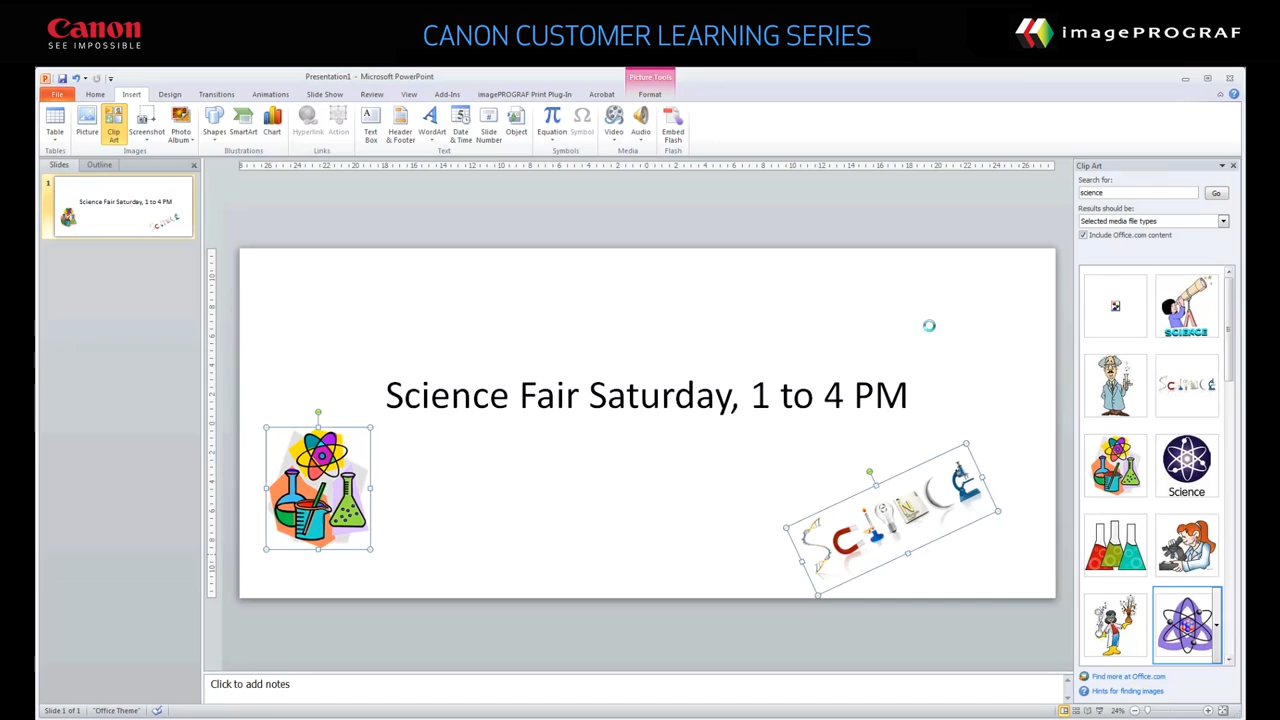 Canon
SEE IMPOSSIBLE
CANON CUSTOMER LEARNING SERIES
imagePROGRAF
Presentation1 - Microsoft PowerPoint
Picture Tools
File Home Insert Design Transitions Animations Slide Show Review View Add-Ins imagePROGRAF Print Plug-In Acrobat Format
Table Picture Clip Art Screenshot Photo Album Shapes SmartArt Chart Hyperlink Action Text Box Header & Footer WordArt Date & Time Slide Number Object Equation Symbol Video Audio Embed Flash
Tables Images Illustrations Links Text Symbols Media Flash
Slides Outline
Clip Art
Search for:
science
Go
Results should be:
Selected media file types
Include Office.com content
1
Science Fair Saturday, 1 to 4 PM
SCIENCE
Science Fair Saturday, 1 to 4 PM
SCIENCE
SCIENCE
SCIENCE
Science
Find more at Office.com
Hints for finding images
Click to add notes
Slide 1 of 1 "Office Theme" 24%